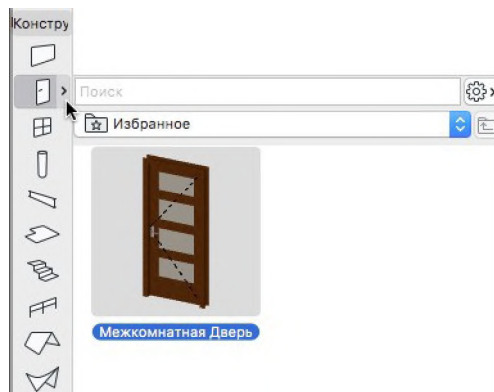 Констру
Поиск
Избранное
Межкомнатная Дверь